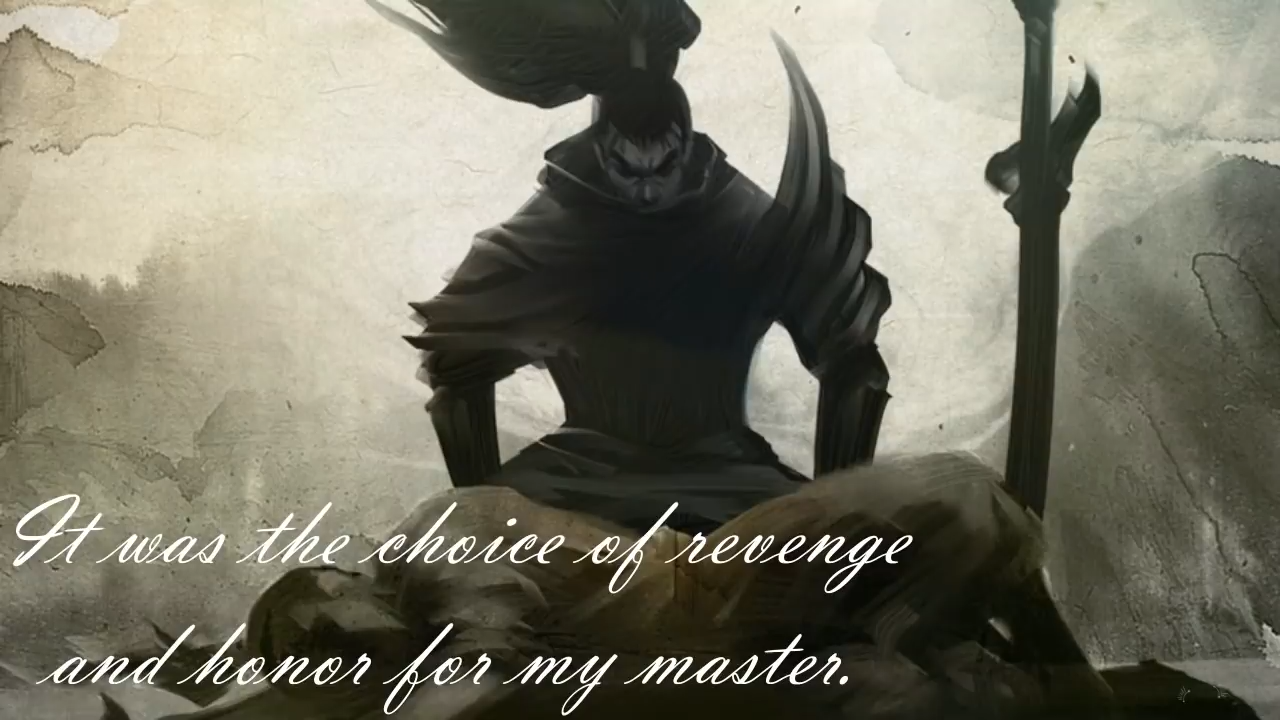 It was the choice of revenge
and honor for my master.